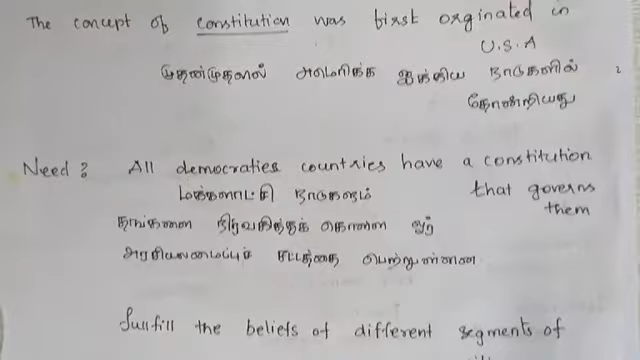 The concept of constitution was first orginated in
U.S.A
முதன்முதலில் அமெரிக்க ஐக்கிய நாடுகளில்
தோன்றியது
Need? All democraties countries have a constitution
மக்களாட்சி நாடுகளும் that governs
them
தங்களை நிர்வகித்துக் கொள்ள ஓர்
அரசியலமைப்புச் சட்டத்தை பெற்றுள்ளன
fullfill the beliefs of different segments of